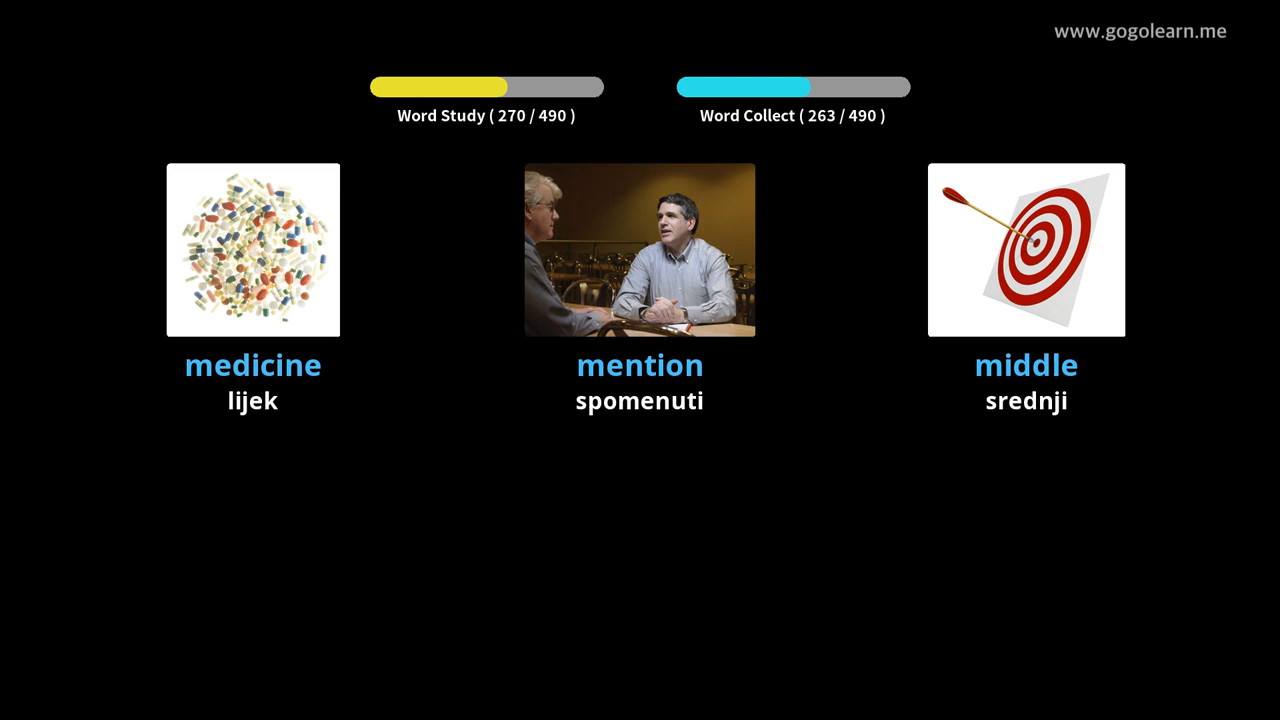 www.gogolearn.me
Word Study ( 270 / 490 )
Word Collect ( 263 / 490 )
medicine
lijek
mention
spomenuti
middle
srednji